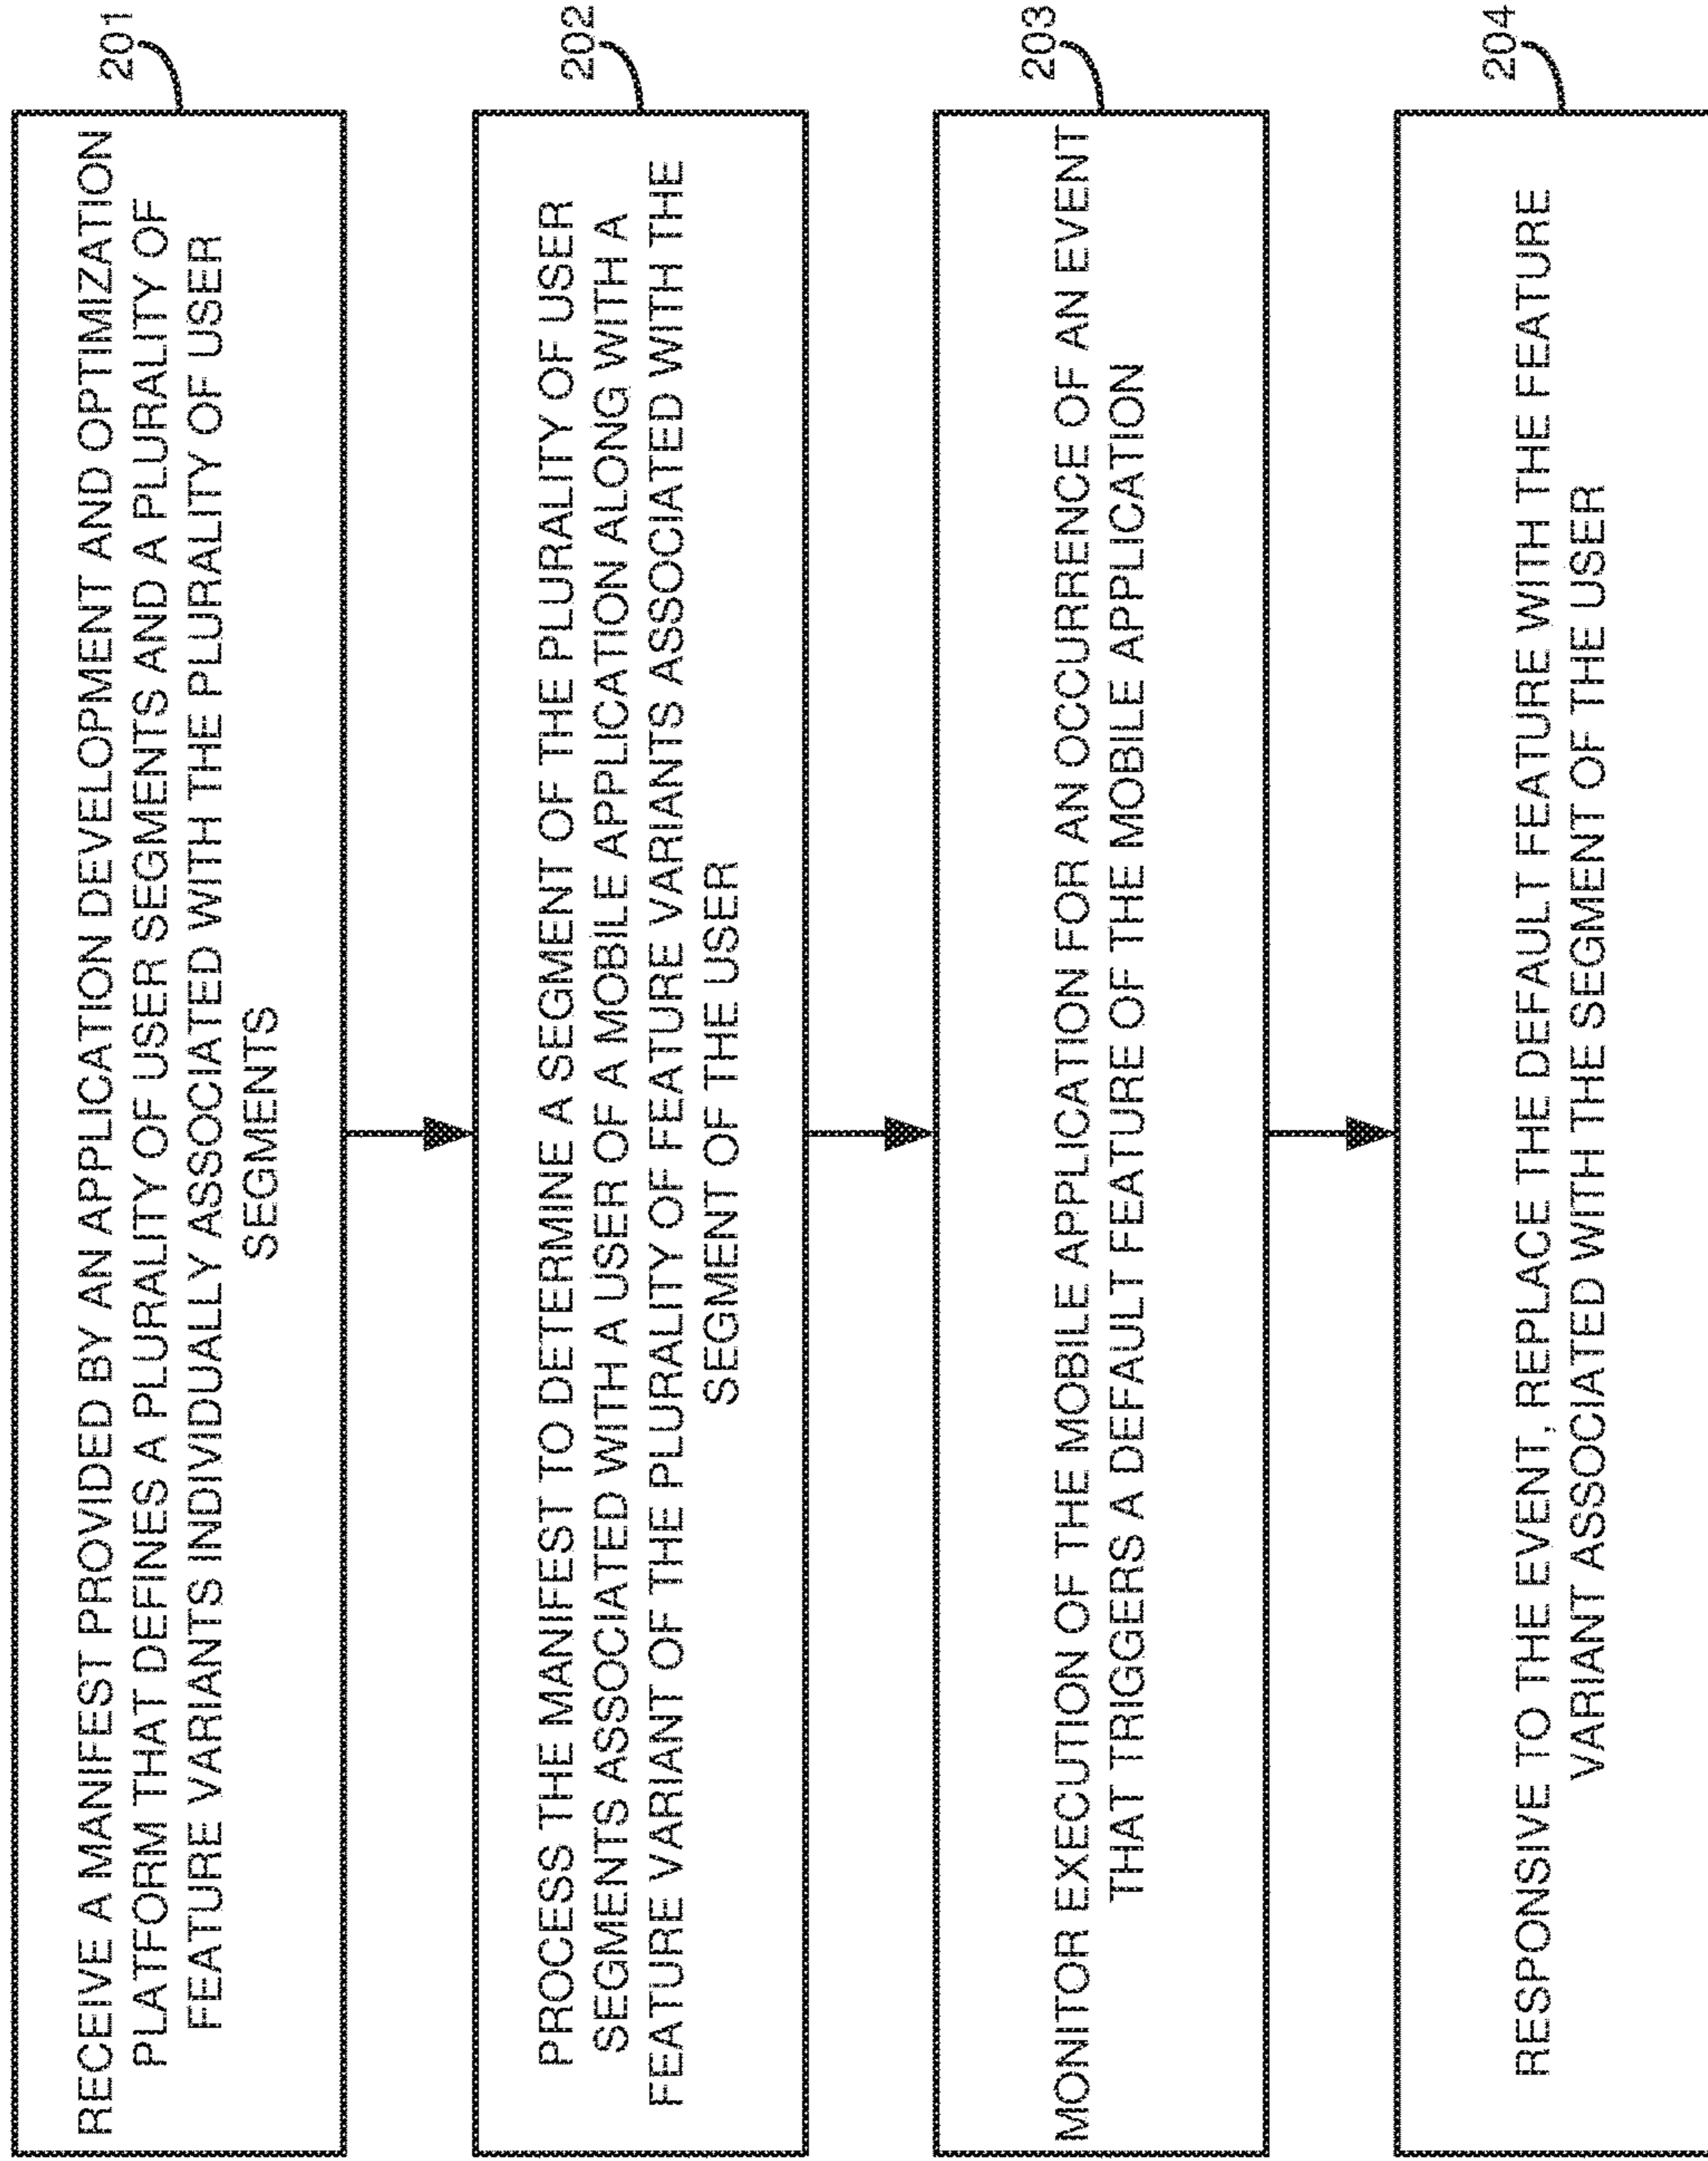 RECEIVE A MANIFEST PROVIDED BY AN APPLICATION DEVELOPMENT AND OPTIMIZATION
PLATFORM THAT DEFINES A PLURALITY OF USER SEGMENTS AND A PLURALITY OF
FEATURE VARIANTS INDIVIDUALLY ASSOCIATED WITH THE PLURALITY OF USER
SEGMENTS
201
PROCESS THE MANIFEST TO DETERMINE A SEGMENT OF THE PLURALITY OF USER
SEGMENTS ASSOCIATED WITH A USER OF A MOBILE APPLICATION ALONG WITH A
FEATURE VARIANT OF THE PLURALITY OF FEATURE VARIANTS ASSOCIATED WITH THE
SEGMENT OF THE USER
202
MONITOR EXECUTION OF THE MOBILE APPLICATION FOR AN OCCURRENCE OF AN EVENT
THAT TRIGGERS A DEFAULT FEATURE OF THE MOBILE APPLICATION
203
RESPONSIVE TO THE EVENT, REPLACE THE DEFAULT FEATURE WITH THE FEATURE
VARIANT ASSOCIATED WITH THE SEGMENT OF THE USER
204